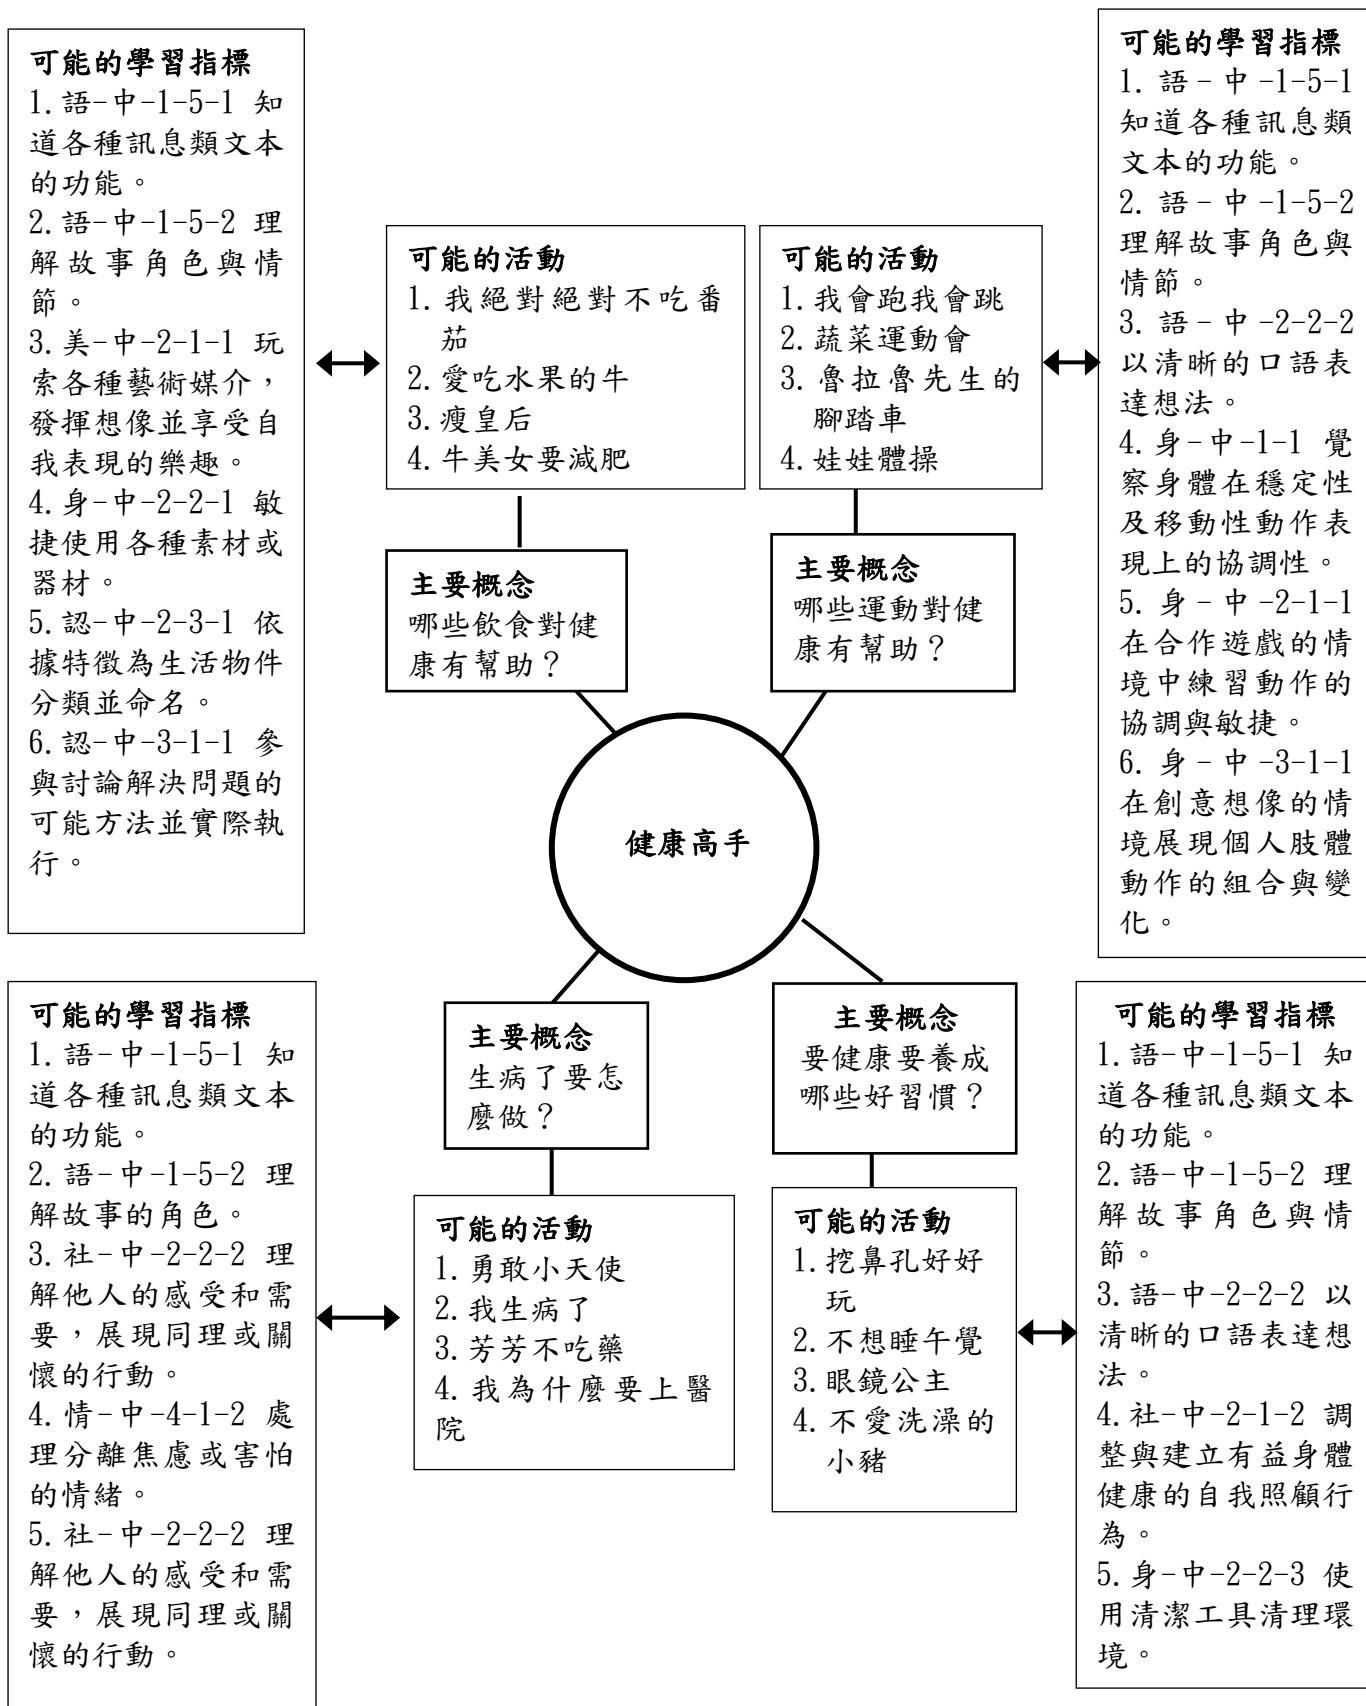 可能的學習指標
1.語-中-1-5-1 知
道各種訊息類文本
的功能。
2.語-中-1-5-2 理
解故事角色與情
節。
3.美-中-2-1-1 玩
索各種藝術媒介，
發揮想像並享受自
我表現的樂趣。
4.身-中-2-2-1 敏
捷使用各種素材或
器材。
5.認-中-2-3-1 依
據特徵為生活物件
分類並命名。
6.認-中-3-1-1 參
與討論解決問題的
可能方法並實際執
行。
可能的活動
1.我絕對絕對不吃番
茄
2.愛吃水果的牛
3.瘦皇后
4.牛美女要減肥
主要概念
哪些飲食對健
康有幫助？
可能的活動
1.我會跑我會跳
2.蔬菜運動會
3.魯拉魯先生的
腳踏車
4.娃娃體操
主要概念
哪些運動對健
康有幫助？
可能的學習指標
1.語-中-1-5-1
知道各種訊息類
文本的功能。
2.語-中-1-5-2
理解故事角色與
情節。
3.語-中-2-2-2
以清晰的口語表
達想法。
4.身-中-1-1 覺
察身體在穩定性
及移動性動作表
現上的協調性。
5.身-中-2-1-1
在合作遊戲的情
境中練習動作的
協調與敏捷。
6.身-中-3-1-1
在創意想像的情
境展現個人肢體
動作的組合與變
化。
健康高手
可能的學習指標
1.語-中-1-5-1 知
道各種訊息類文本
的功能。
2.語-中-1-5-2 理
解故事的角色。
3.社-中-2-2-2 理
解他人的感受和需
要，展現同理或關
懷的行動。
4.情-中-4-1-2 處
理分離焦慮或害怕
的情緒。
5.社-中-2-2-2 理
解他人的感受和需
要，展現同理或關
懷的行動。
主要概念
生病了要怎
麼做？
可能的活動
1.勇敢小天使
2.我生病了
3.芳芳不吃藥
4.我為什麼要上醫
院
主要概念
要健康要養成
哪些好習慣？
可能的活動
1.挖鼻孔好好
玩
2.不想睡午覺
3.眼鏡公主
4.不愛洗澡的
小豬
可能的學習指標
1.語-中-1-5-1 知
道各種訊息類文本
的功能。
2.語-中-1-5-2 理
解故事角色與情
節。
3.語-中-2-2-2 以
清晰的口語表達想
法。
4.社-中-2-1-2 調
整與建立有益身體
健康的自我照顧行
為。
5.身-中-2-2-3 使
用清潔工具清理環
境。